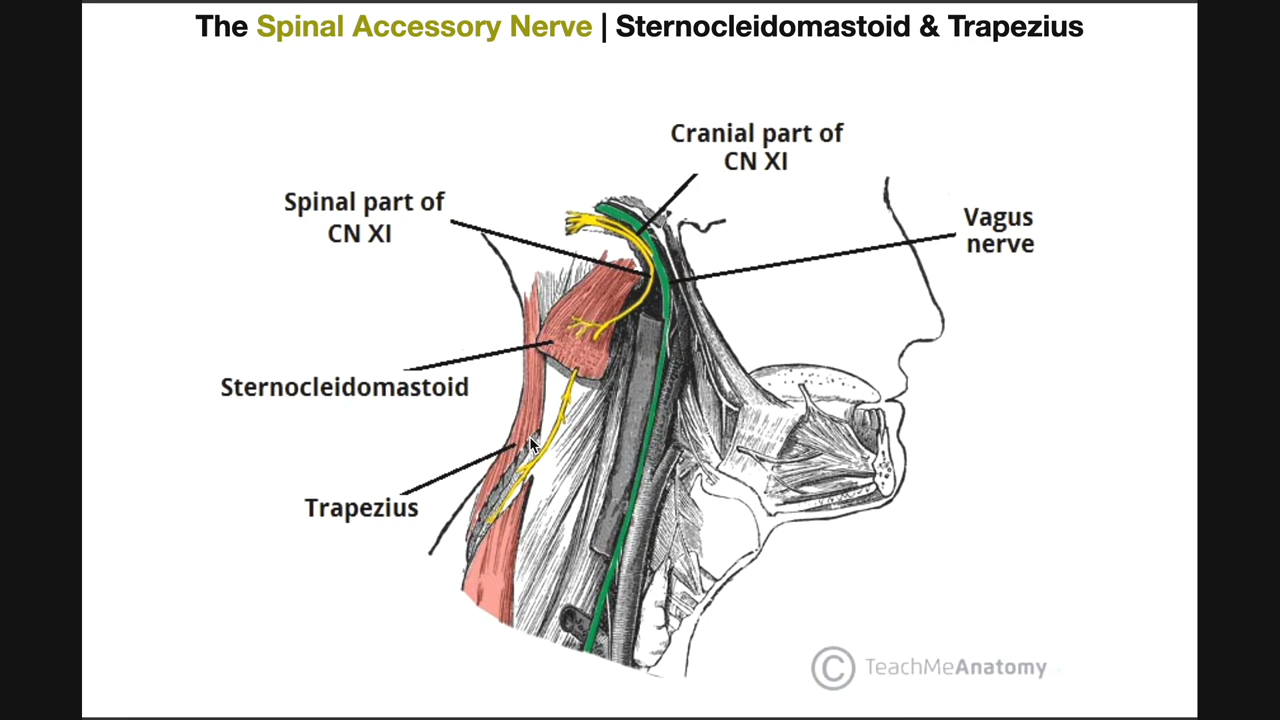 The Spinal Accessory Nerve | Sternocleidomastoid & Trapezius
Cranial part of
CN XI
Spinal part of
CN XI
Vagus
nerve
Sternocleidomastoid
Trapezius
© TeachMeAnatomy